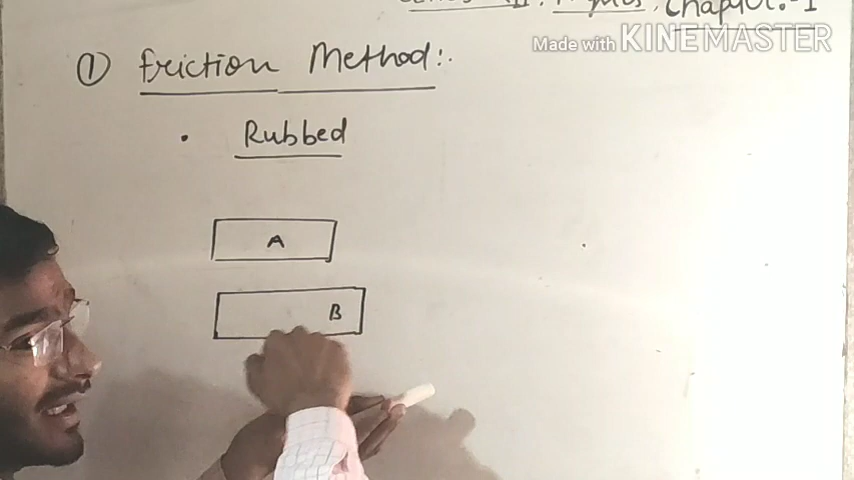 Chapter:-1
Made with KINEMASTER
① friction Method:.
• Rubbed
A
B